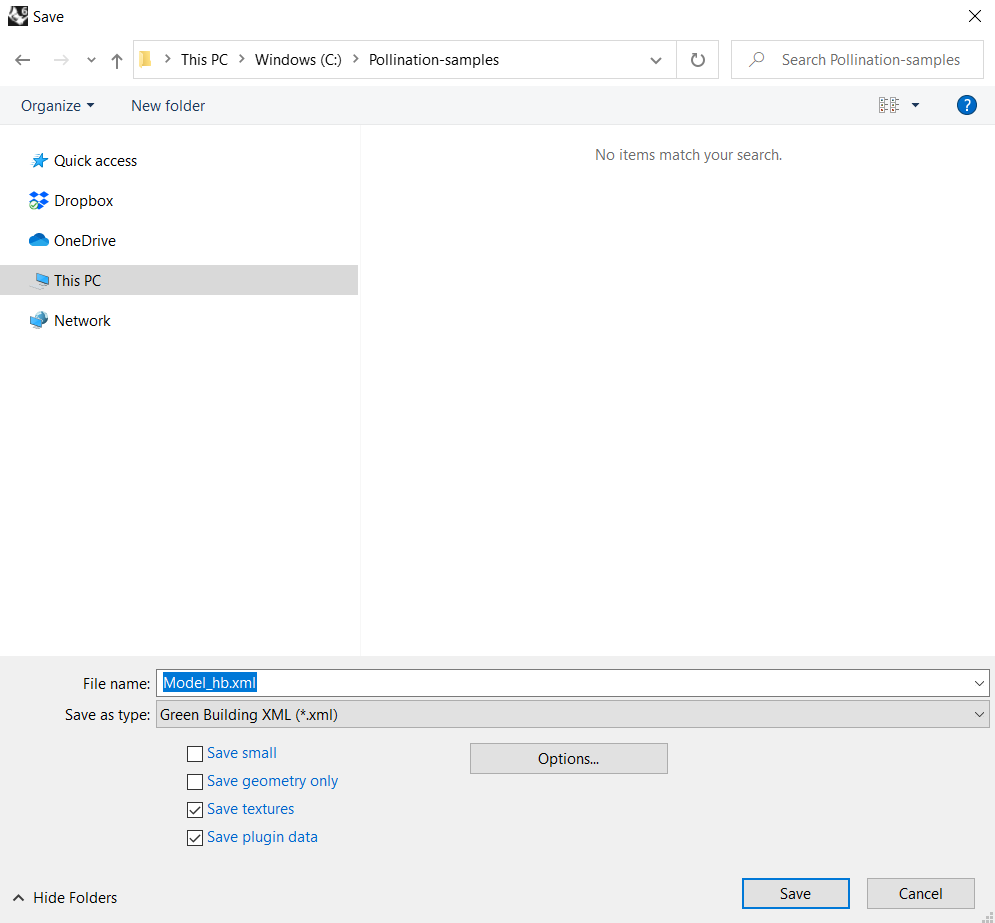 Save
This PC > Windows (C:) > Pollination-samples
Search Pollination-samples
Organize
New folder
?
Quick access
Dropbox
OneDrive
This PC
Network
No items match your search.
File name: Model_hb.xml
Save as type: Green Building XML (*.xml)
Save small
Options...
Save geometry only
Save textures
Save plugin data
Hide Folders
Save
Cancel